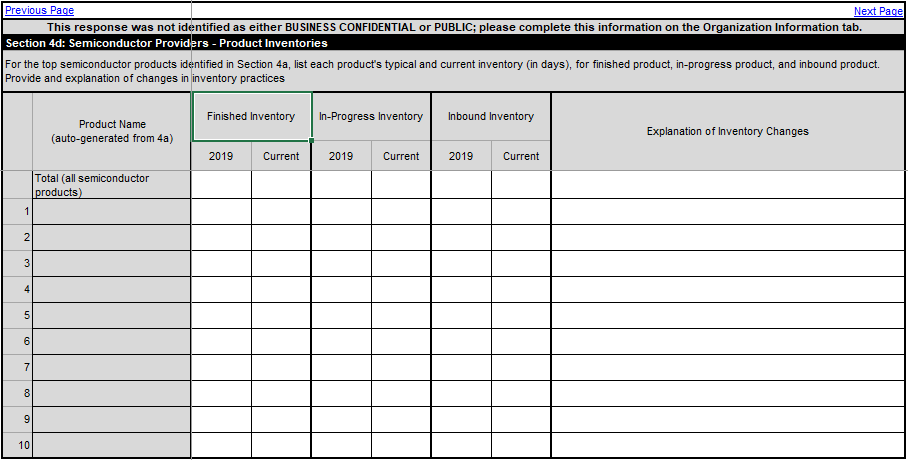 Previous Page
Next Page
This response was not identified as either BUSINESS CONFIDENTIAL or PUBLIC; please complete this information on the Organization Information tab.
Section 4d: Semiconductor Providers - Product Inventories
For the top semiconductor products identified in Section 4a, list each product's typical and current inventory (in days), for finished product, in-progress product, and inbound product.
Provide and explanation of changes in inventory practices
Product Name
(auto-generated from 4a)
Finished Inventory
In-Progress Inventory
Inbound Inventory
Explanation of Inventory Changes
2019
Current
2019
Current
2019
Current
Total (all semiconductor
products)
1
2
3
4
5
6
7
8
9
10